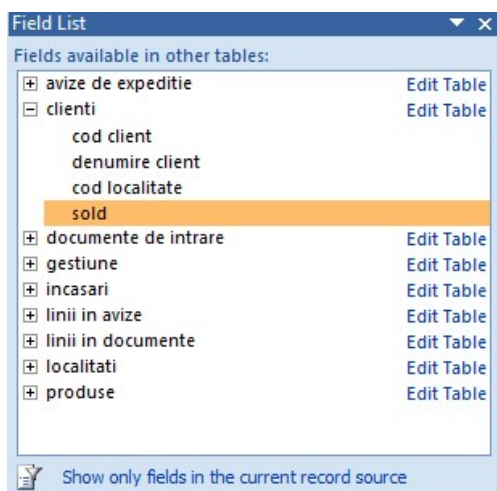 Field List
Fields available in other tables:
avize de expeditie Edit Table
clienti Edit Table
cod client
denumire client
cod localitate
sold
documente de intrare Edit Table
gestiune Edit Table
incasari Edit Table
linii in avize Edit Table
linii in documente Edit Table
localitati Edit Table
produse Edit Table
Show only fields in the current record source